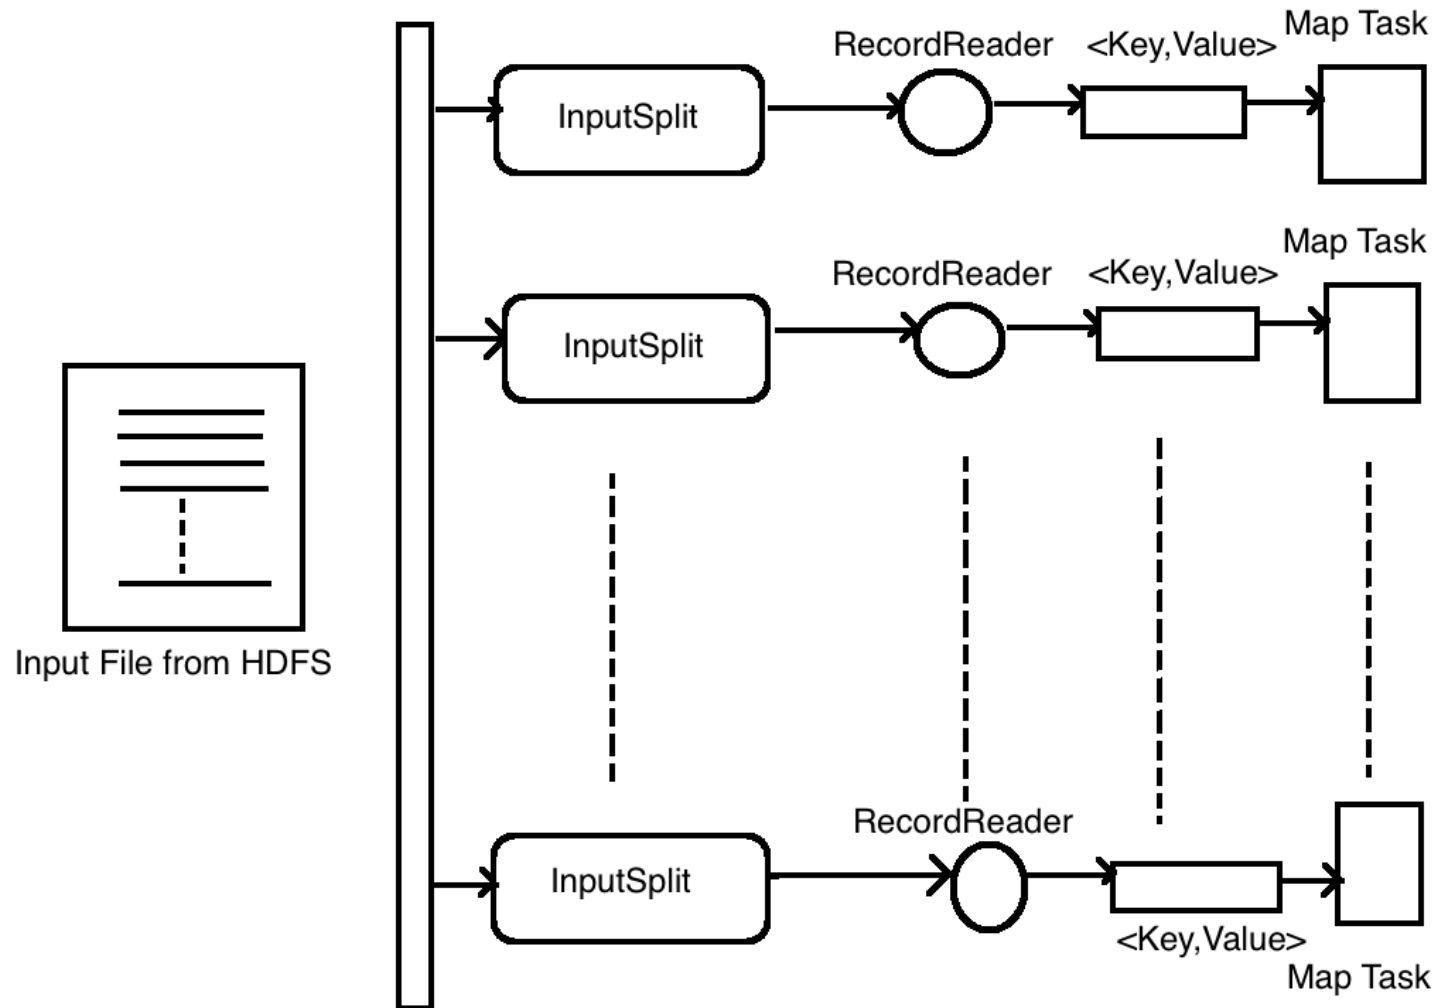 Map Task
RecordReader <Key,Value>
InputSplit
Map Task
RecordReader <Key,Value>
InputSplit
Input File from HDFS
RecordReader
InputSplit
<Key,Value>
Map Task